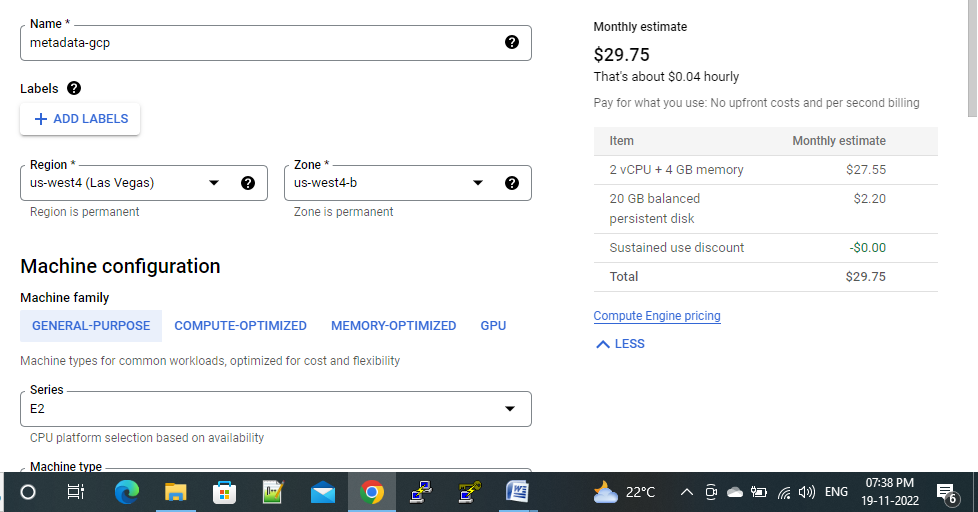 Name *
metadata-gcp
Labels
ADD LABELS
Region *
us-west4 (Las Vegas)
Region is permanent
Zone *
us-west4-b
Zone is permanent
Machine configuration
Machine family
GENERAL-PURPOSE COMPUTE-OPTIMIZED MEMORY-OPTIMIZED GPU
Machine types for common workloads, optimized for cost and flexibility
Series
E2
CPU platform selection based on availability
Machine type
Monthly estimate
$29.75
That's about $0.04 hourly
Pay for what you use: No upfront costs and per second billing
Item Monthly estimate
2 vCPU + 4 GB memory $27.55
20 GB balanced $2.20
persistent disk
Sustained use discount -$0.00
Total $29.75
Compute Engine pricing
LESS
22°C
ENG
07:38 PM
19-11-2022
6